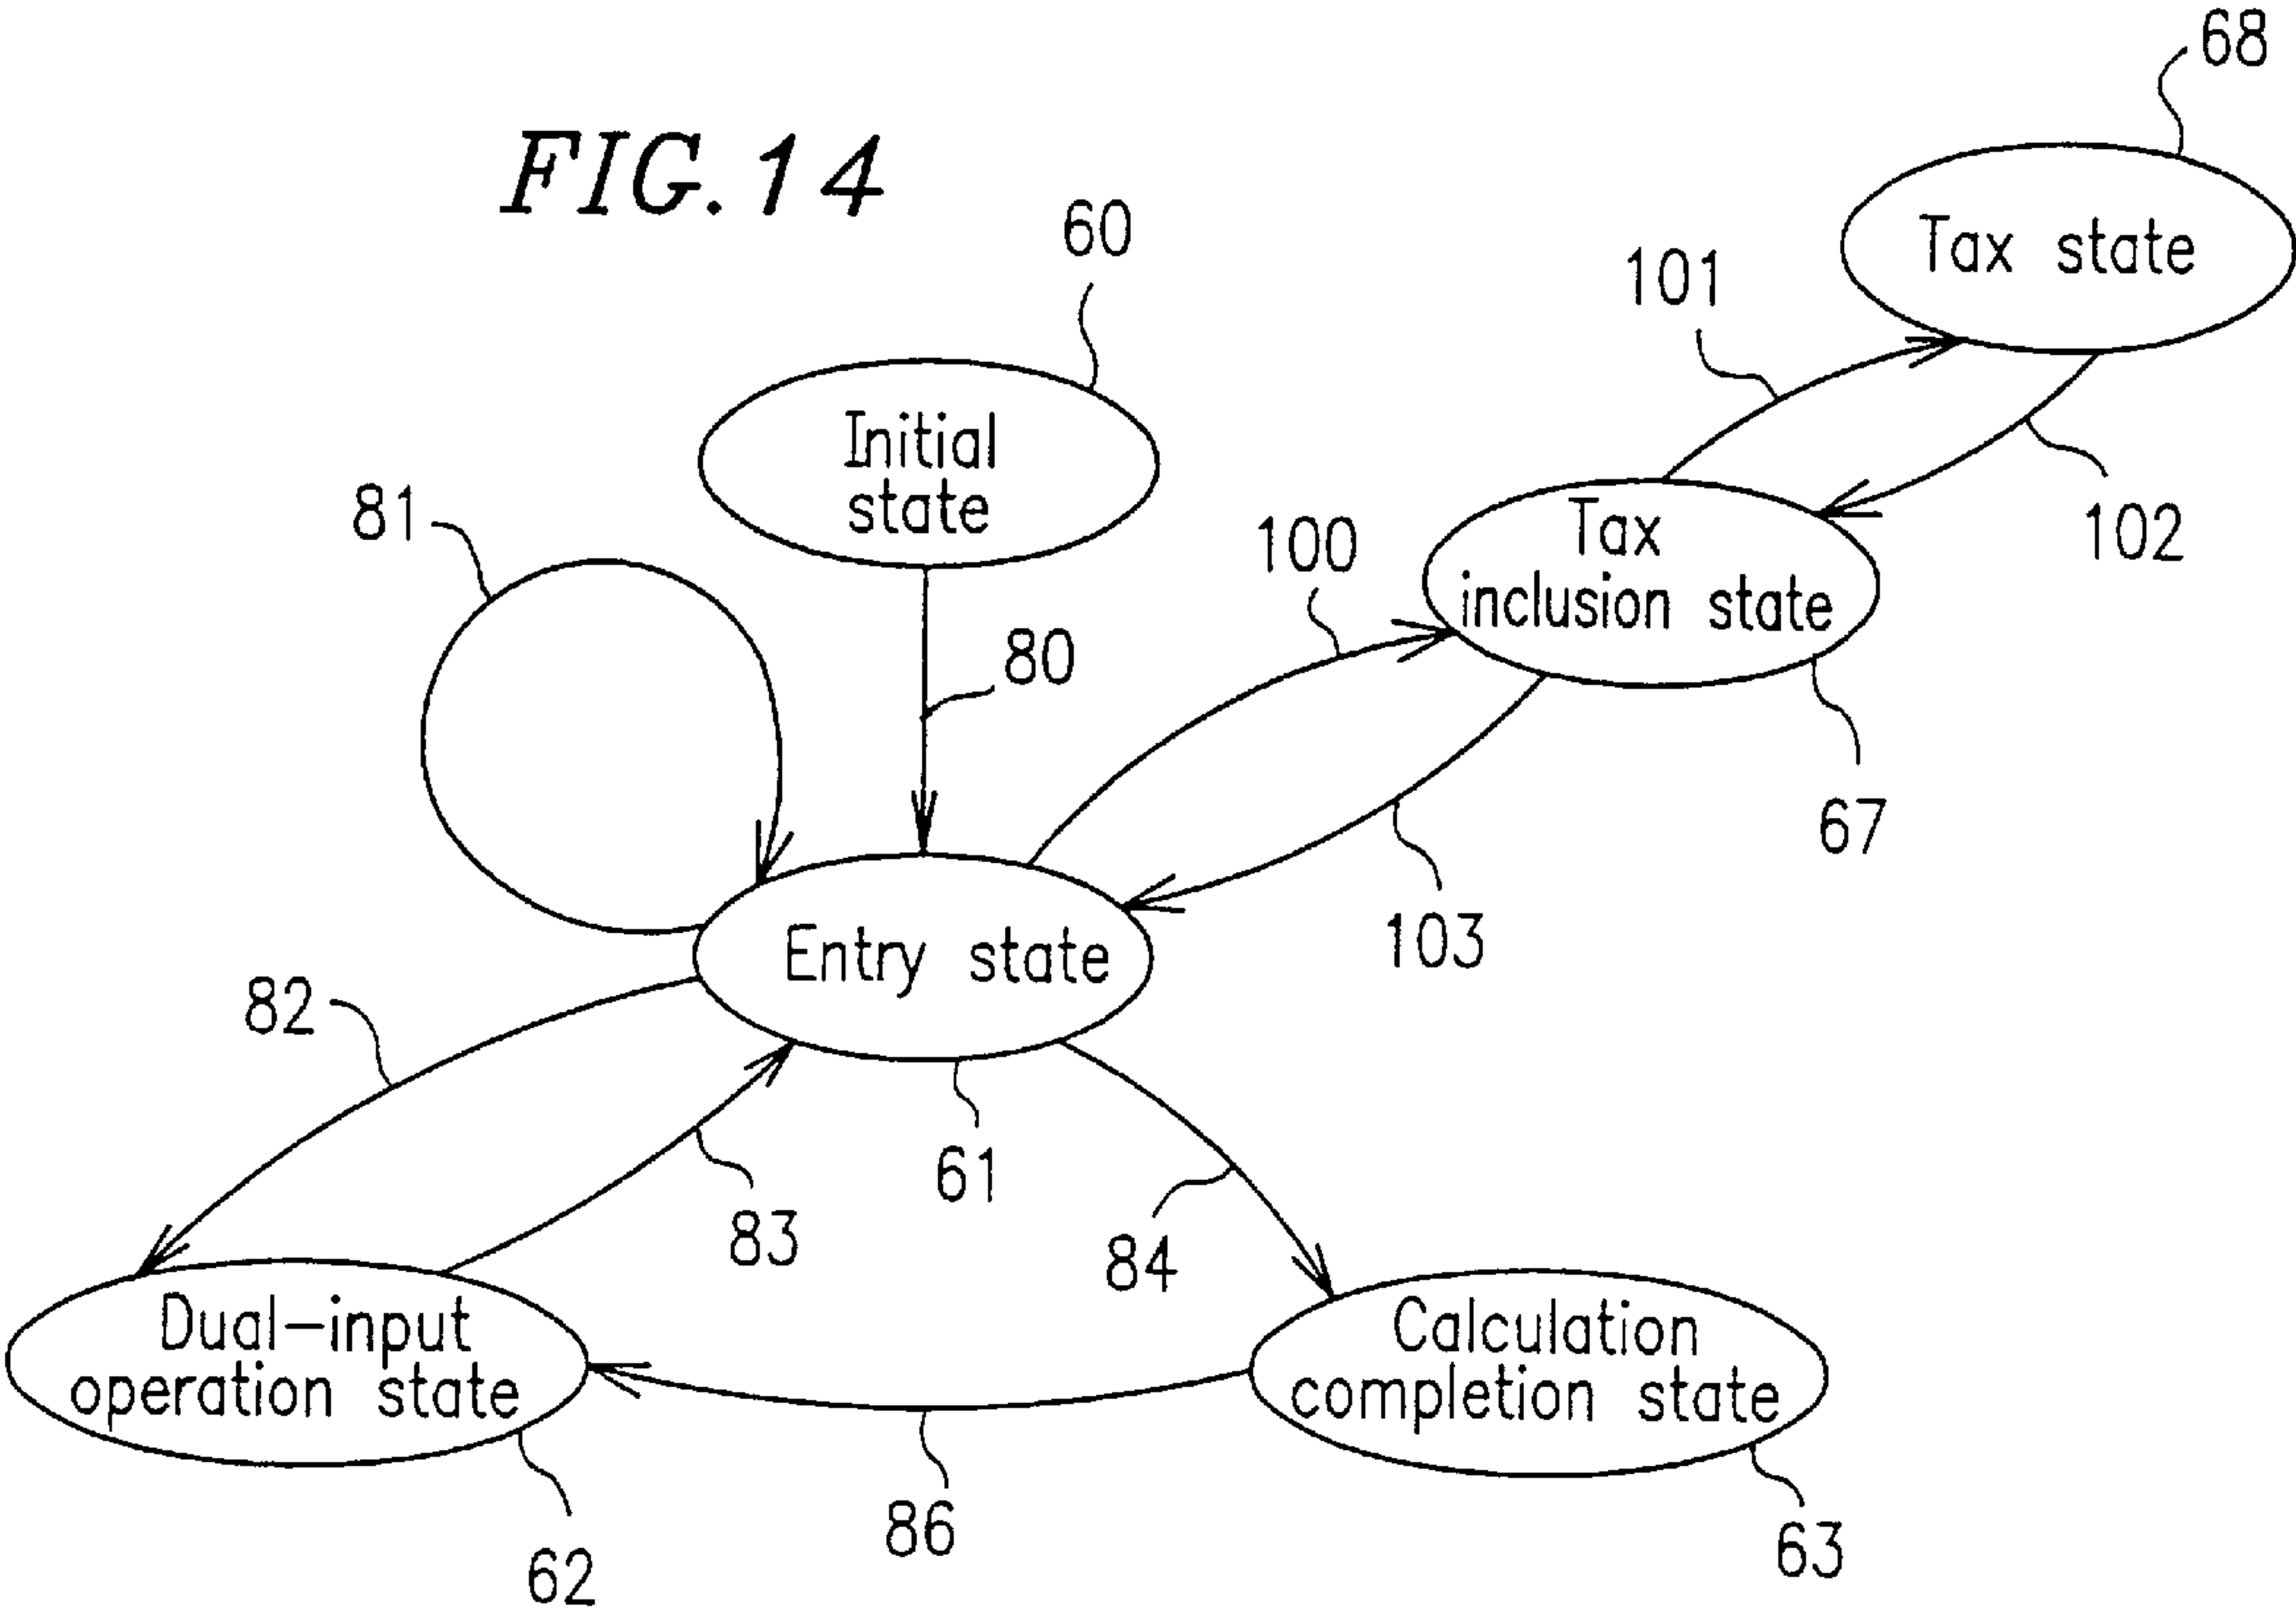 FIG.14
68
60
Tax state
101
Initial
state
81
102
100
Tax
inclusion state
80
67
103
Entry state
82
61
83
84
Dual-input
operation state
Calculation
completion state
86
62
63